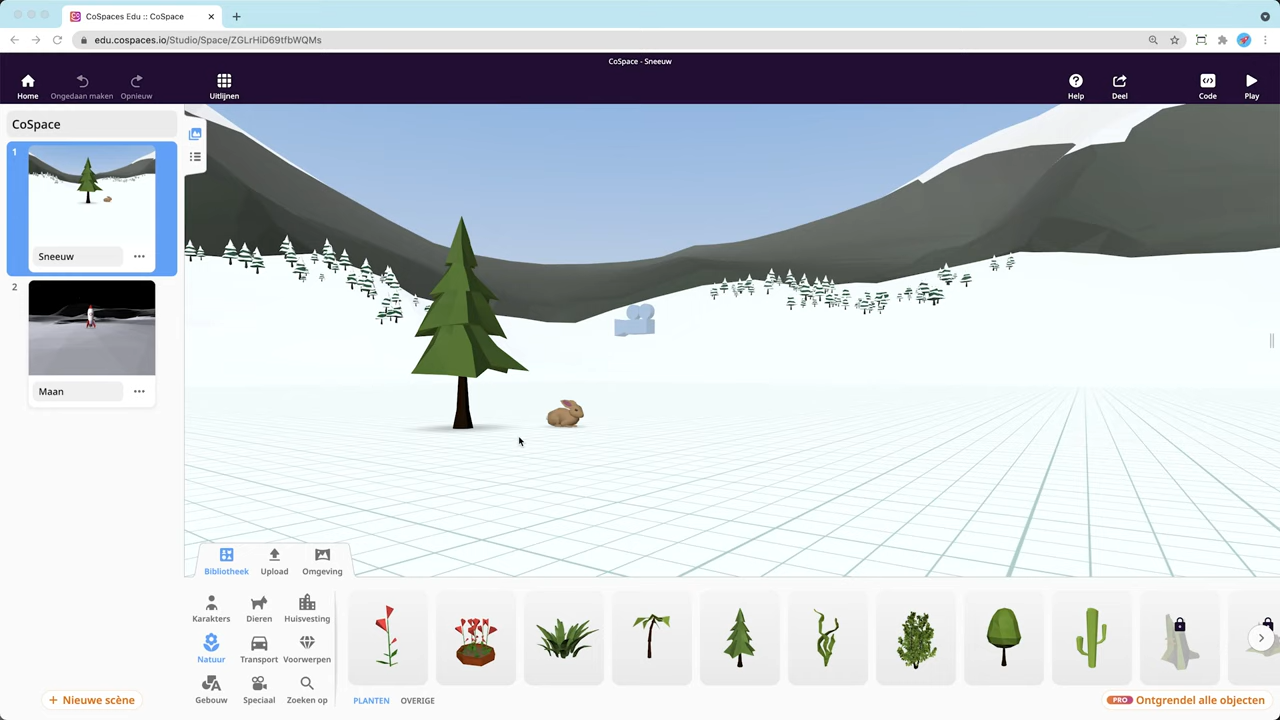 CoSpaces Edu :: CoSpace
edu.cospaces.io/Studio/Space/ZGLrHiD69tfbWQMs
CoSpace - Sneeuw
Home
Ongedaan maken
Opnieuw
Uitlijnen
Help
Deel
Code
Play
CoSpace
1
Sneeuw
2
Maan
Nieuwe scène
Bibliotheek
Upload
Omgeving
Karakters
Dieren
Huisvesting
Natuur
Transport
Voorwerpen
Gebouw
Speciaal
Zoeken op
PLANTEN
OVERIGE
PRO
Ontgrendel alle objecten